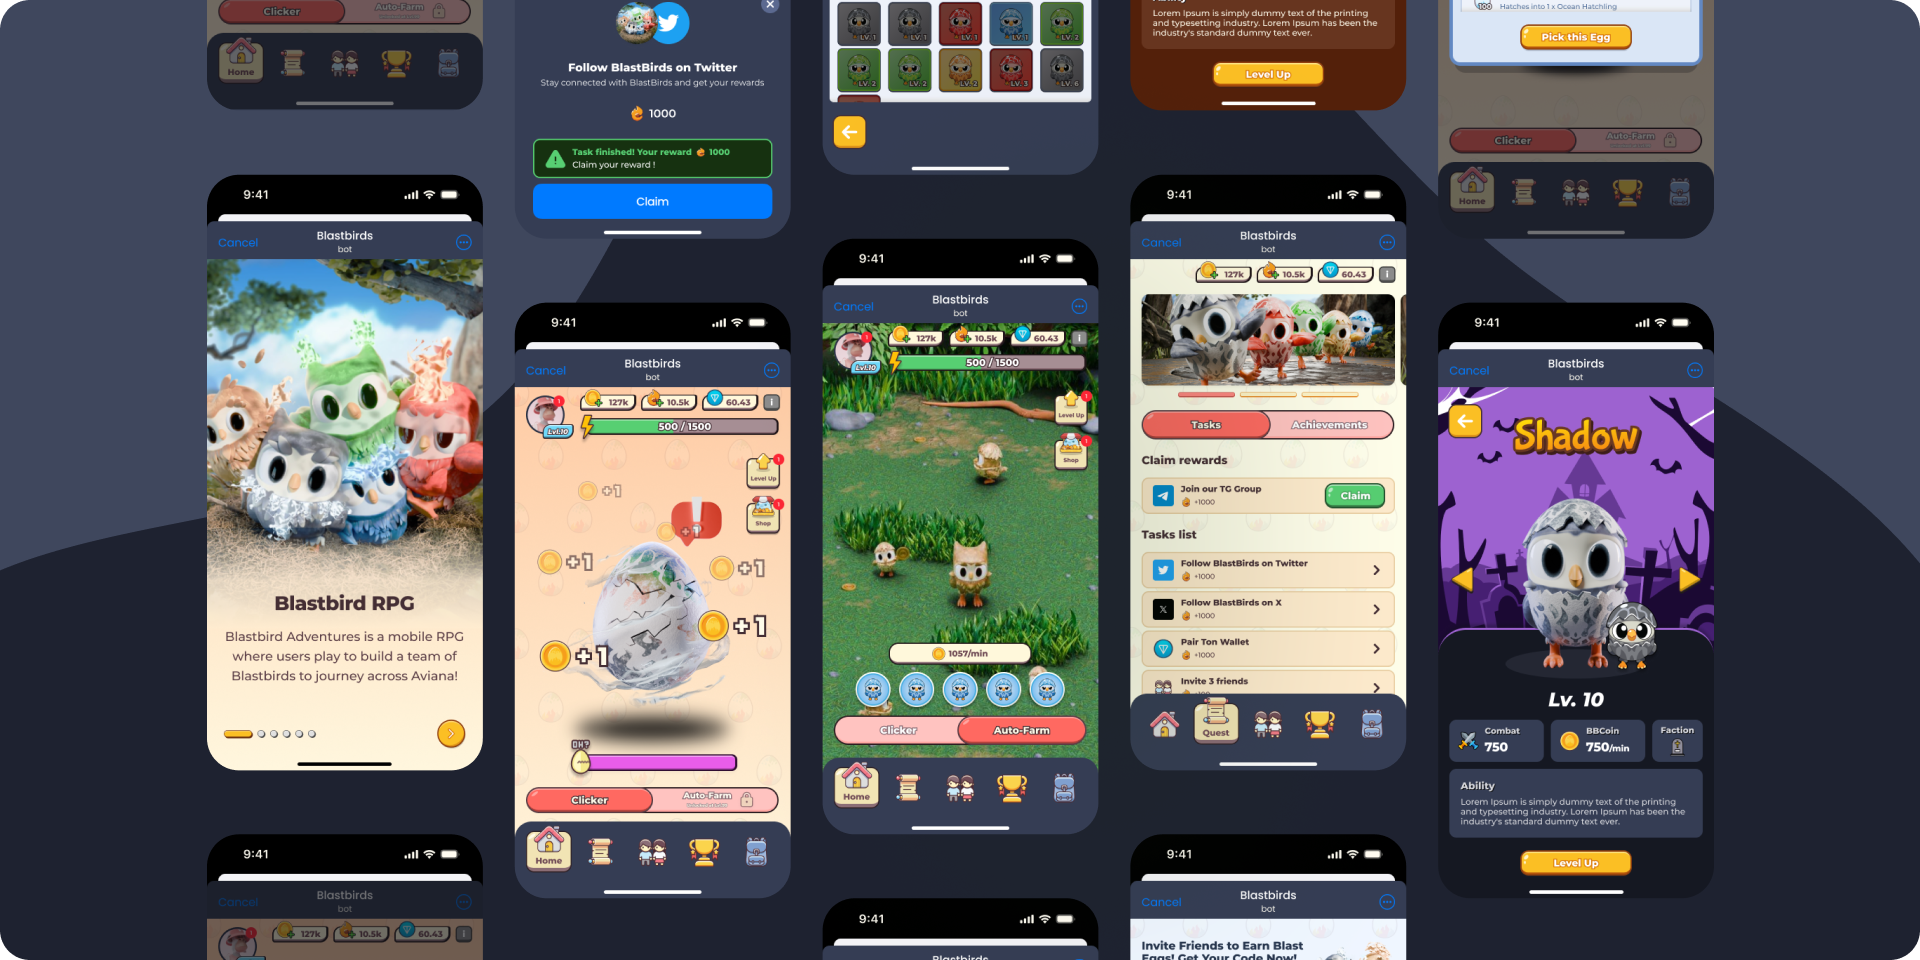 Clicker
Auto-Farm
Home
9:41
Cancel
Blastbirds
bot
Blastbird RPG
Blastbird Adventures is a mobile RPG
where users play to build a team of
Blastbirds to journey across Aviana!
9:41
Cancel
Blastbirds
bot
127k
10.5k
60.43
i
1
Follow BlastBirds on Twitter
Stay connected with BlastBirds and get your rewards
1000
Task finished! Your reward 1000
Claim your reward !
Claim
9:41
Cancel
Blastbirds
bot
127k
10.5k
60.43
i
1
Lvl:10
500 / 1500
1
Level Up
1
Shop
+1
+1
+1
+1
+1
+1
OH?
Clicker
Auto-Farm
Home
LV. 1
LV. 1
LV. 1
LV. 1
LV. 2
LV. 2
LV. 2
LV. 2
LV. 3
LV. 6
9:41
Cancel
Blastbirds
bot
127k
10.5k
60.43
i
1
Lvl:10
500 / 1500
1
Level Up
1
Shop
1057/min
Clicker
Auto-Farm
Home
9:41
Blastbirds
Ability
Lorem Ipsum is simply dummy text of the printing
and typesetting industry. Lorem Ipsum has been the
industry's standard dummy text ever.
Level Up
9:41
Cancel
Blastbirds
bot
127k
10.5k
60.43
i
Tasks
Achievements
Claim rewards
Join our TG Group
+1000
Claim
Tasks list
Follow BlastBirds on Twitter
+1000
Follow BlastBirds on X
+1000
Pair Ton Wallet
+1000
Invite 3 friends
Quest
9:41
Cancel
Blastbirds
bot
Invite Friends to Earn Blast
Eggs! Get Your Code Now!
100
Hatches into 1 x Ocean Hatchling
Pick this Egg
Clicker
Auto-Farm
Home
9:41
Cancel
Blastbirds
bot
Shadow
Lv. 10
Combat
750
BBCoin
750/min
Faction
Ability
Lorem Ipsum is simply dummy text of the printing
and typesetting industry. Lorem Ipsum has been the
industry's standard dummy text ever.
Level Up